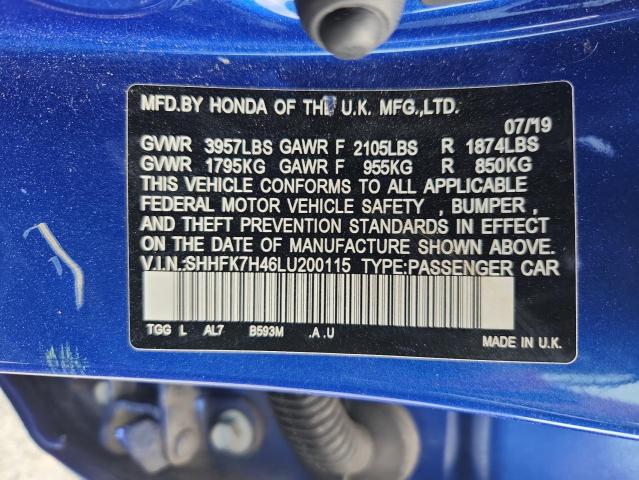 MFD.BY HONDA OF THE U.K. MFG.,LTD.
07/19
GVWR 3957LBS GAWR F 2105LBS R 1874LBS
GVWR 1795KG GAWR F 955KG R 850KG
THIS VEHICLE CONFORMS TO ALL APPLICABLE
FEDERAL MOTOR VEHICLE SAFETY , BUMPER ,
AND THEFT PREVENTION STANDARDS IN EFFECT
ON THE DATE OF MANUFACTURE SHOWN ABOVE.
V.I.N.:SHHFK7H46LU200115 TYPE:PASSENGER CAR
TGG L AL7 B593M .A .U
MADE IN U.K.